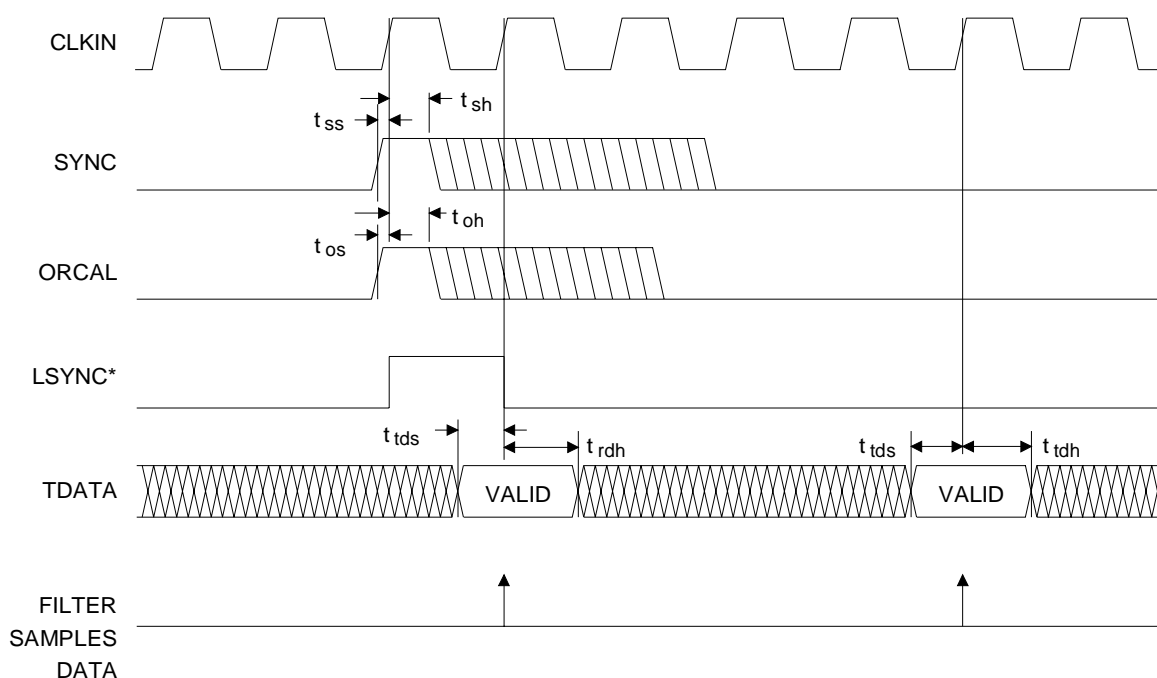 CLKIN
t sh
t ss
SYNC
t oh
t os
ORCAL
LSYNC*
t tds
t rdh
t tds
t tdh
TDATA
VALID
VALID
FILTER
SAMPLES
DATA